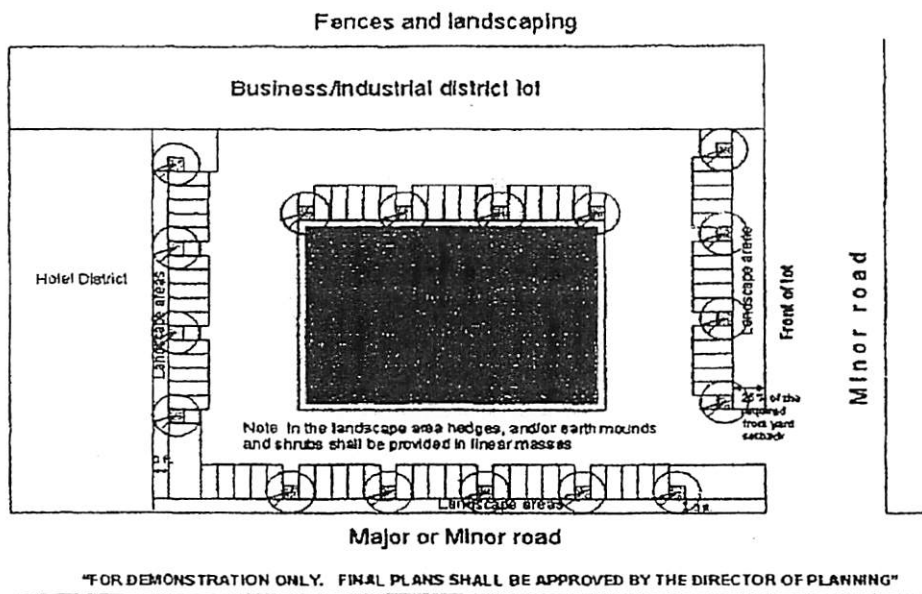 Fences and landscaping
Business/Industrial district lot
Hotel District
Landscape areas
Landscape areas
Front of lot
Minor road
of the
required
front yard
setback
Note In the landscape area hedges, and/or earth mounds
and shrubs shall be provided in linear masses
Landscape areas
Major or Minor road
"FOR DEMONSTRATION ONLY. FINAL PLANS SHALL BE APPROVED BY THE DIRECTOR OF PLANNING"